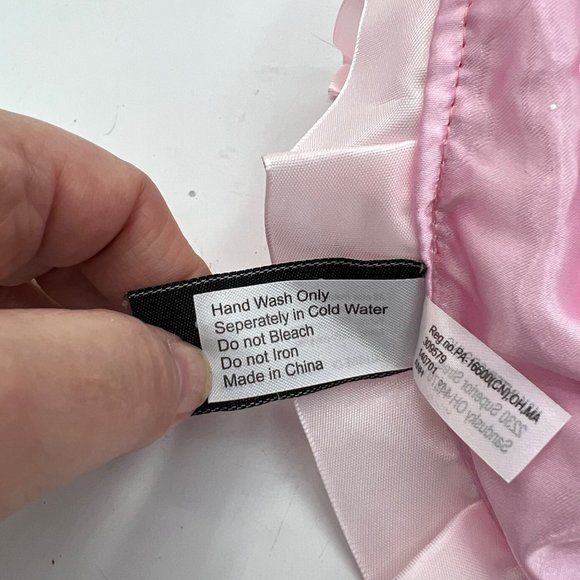 Hand Wash Only
Seperately in Cold Water
Do not Bleach
Do not Iron
Made in China
Reg no:PA-16600(CN),OH,MA
309579